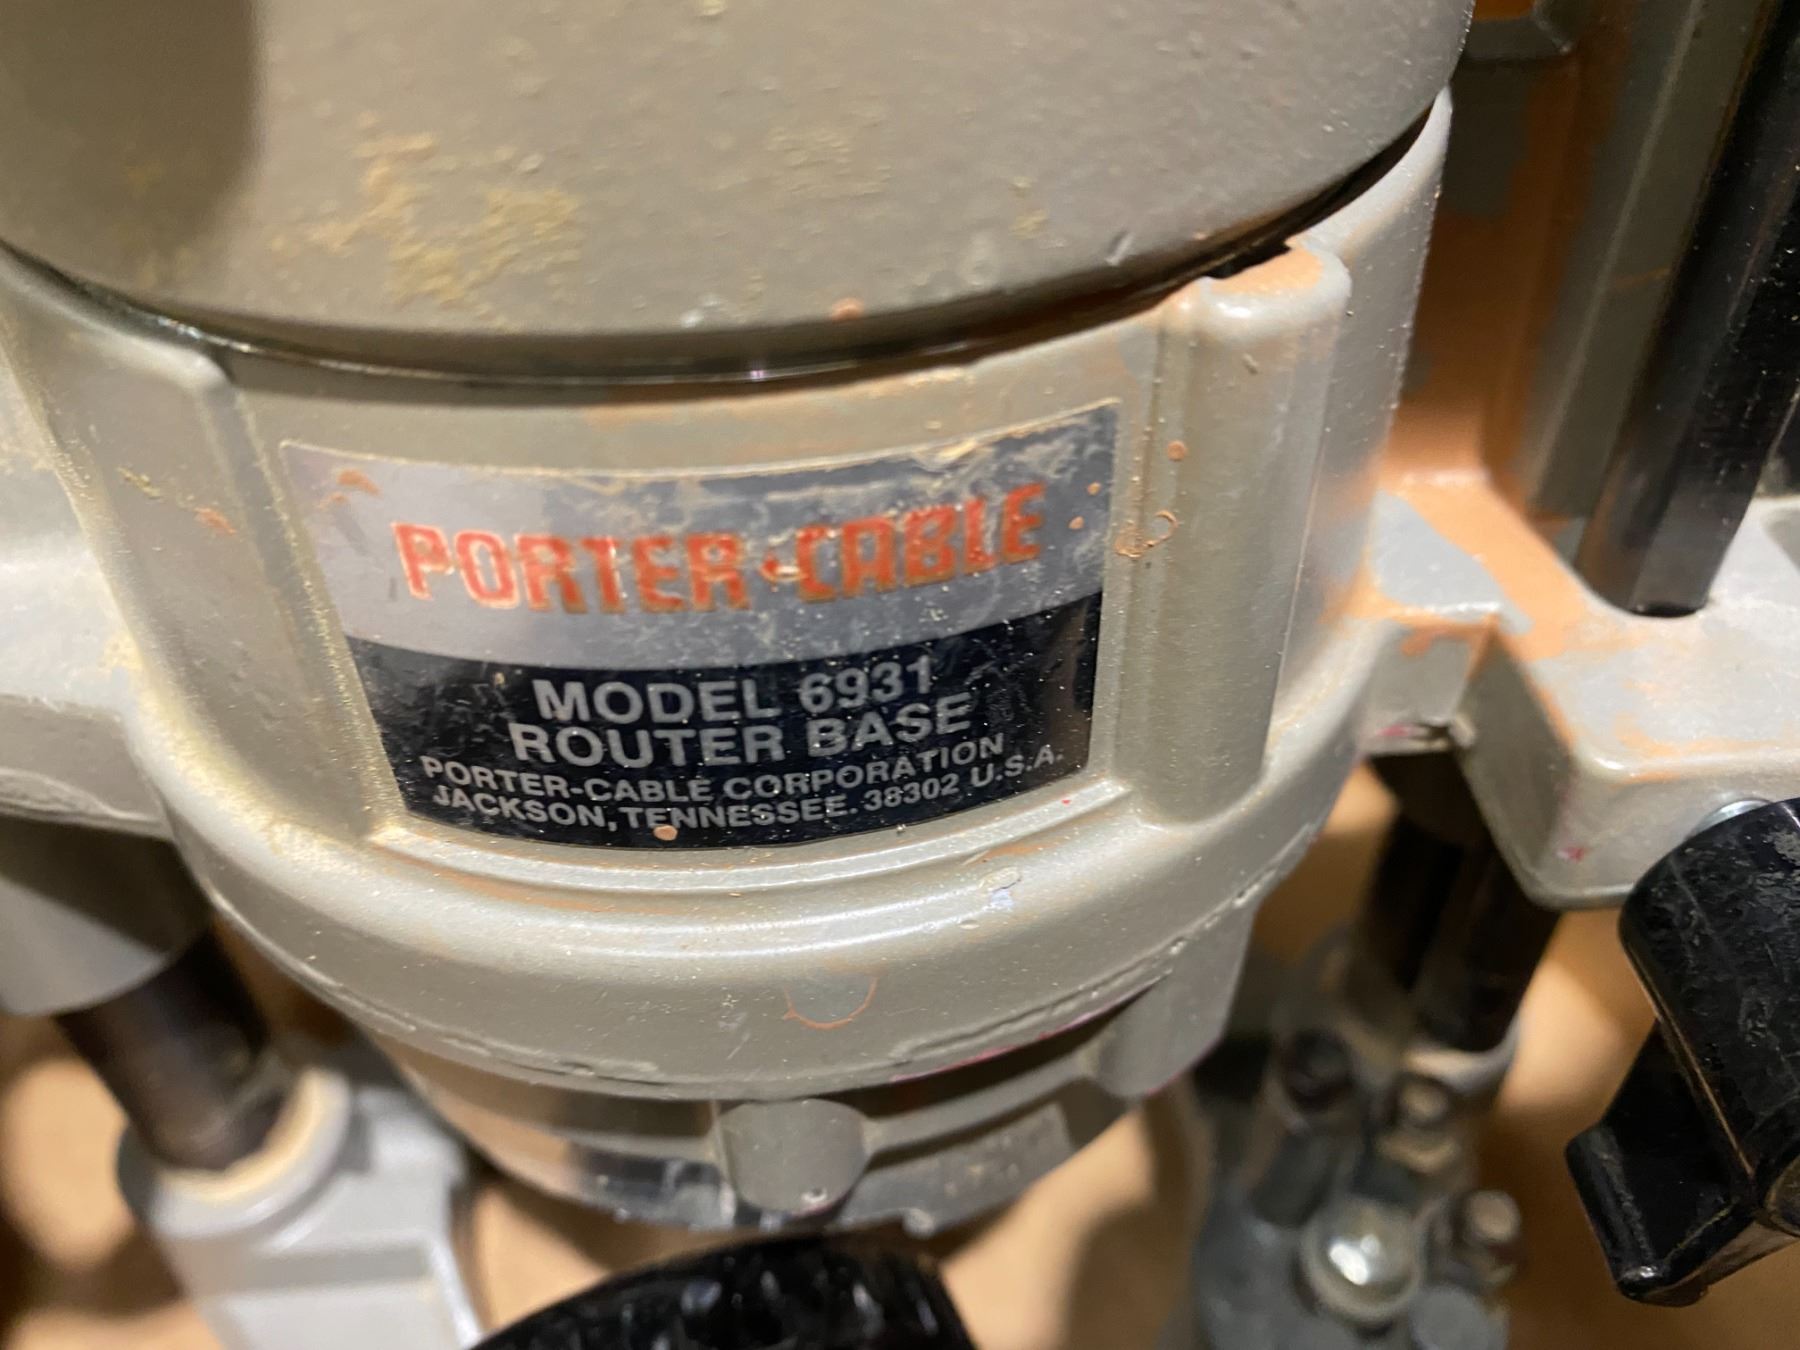 PORTER·CABLE
MODEL 6931
ROUTER BASE
PORTER-CABLE CORPORATION
JACKSON, TENNESSEE. 38302 U.S.A.